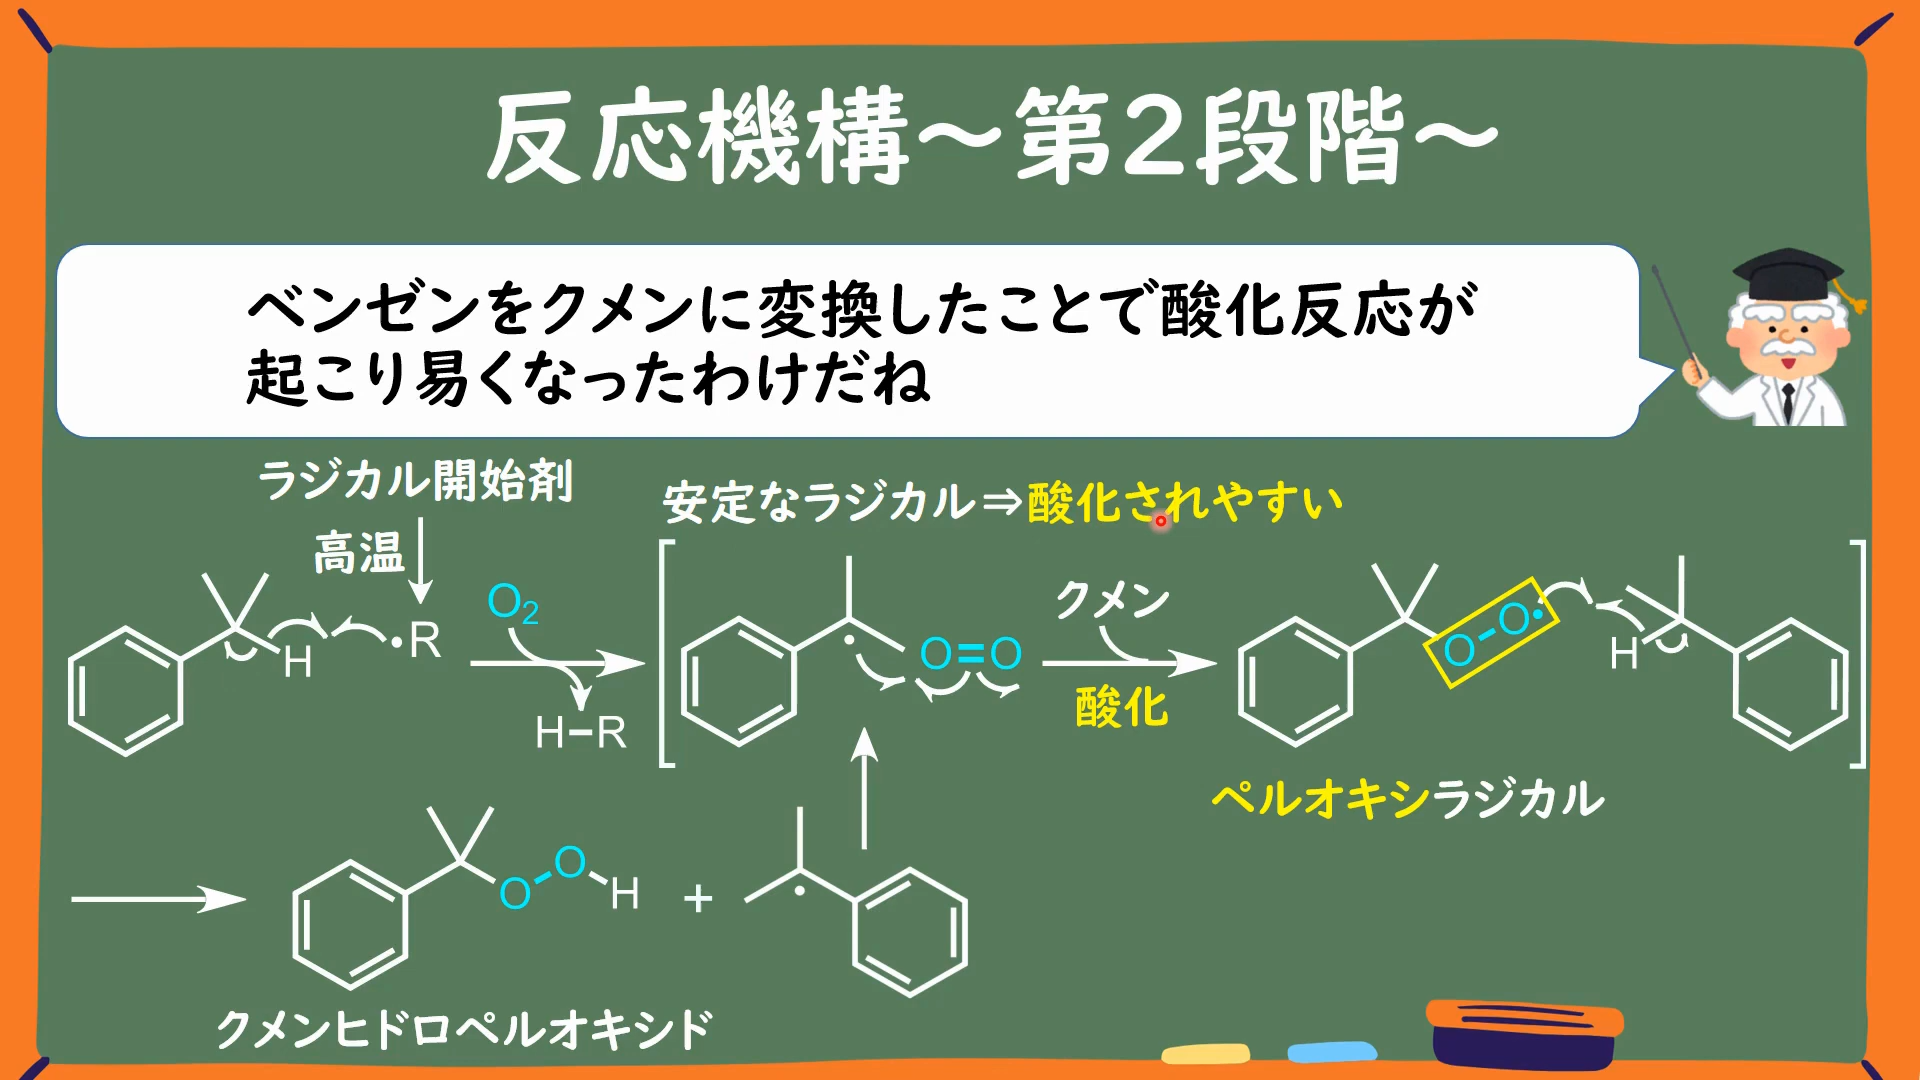 反応機構～第2段階～
ベンゼンをクメンに変換したことで酸化反応が
起こり易くなったわけだね
ラジカル開始剤
高温
安定なラジカル⇒酸化されやすい
H
・R
O2
H-R
O=O
クメン
酸化
O-O・
H
ペルオキシラジカル
O-O-H
+
クメンヒドロペルオキシド